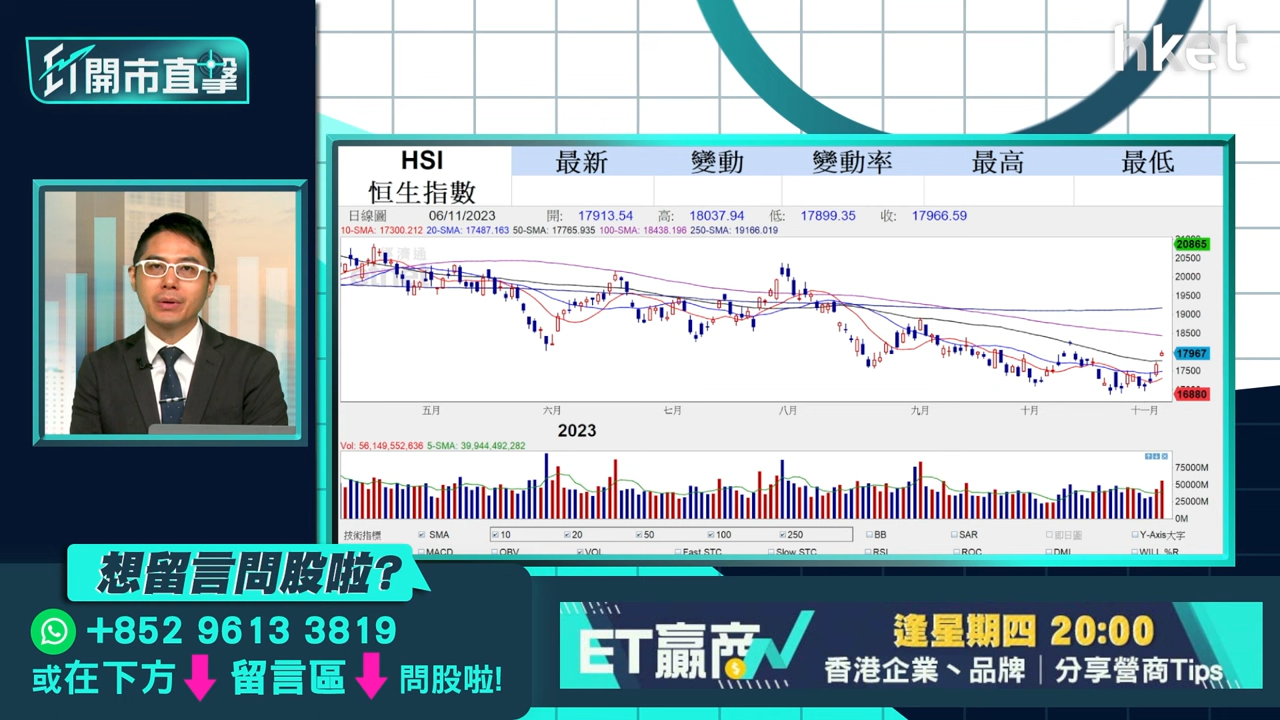 ET開市直擊
hket
HSI 最新 變動 變動率 最高 最低
恒生指數
日線圖 06/11/2023 開: 17913.54 高: 18037.94 低: 17899.35 收: 17966.59
10-SMA: 17300.212 20-SMA: 17487.163 50-SMA: 17765.935 100-SMA: 18438.196 250-SMA: 19166.019
20865
20500
20000
19500
19000
18500
17967
17500
16880
五月 六月 七月 八月 九月 十月 十一月
2023
Vol: 56,149,552,636 5-SMA: 39,944,492,282
75000M
50000M
25000M
0M
技術指標 SMA 10 20 50 100 250 BB SAR 即日圖 Y-Axis大字
MACD OBV VOL Fast STC Slow STC RSI ROC DMI WILL %R
想留言問股啦?
+852 9613 3819
或在下方 留言區 問股啦!
ET贏商
逢星期四 20:00
香港企業、品牌｜分享營商Tips